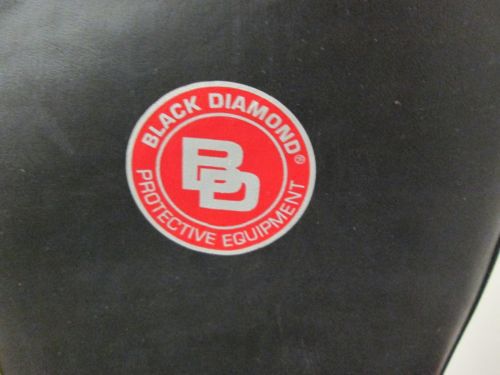 BLACK DIAMOND®
BD
PROTECTIVE EQUIPMENT